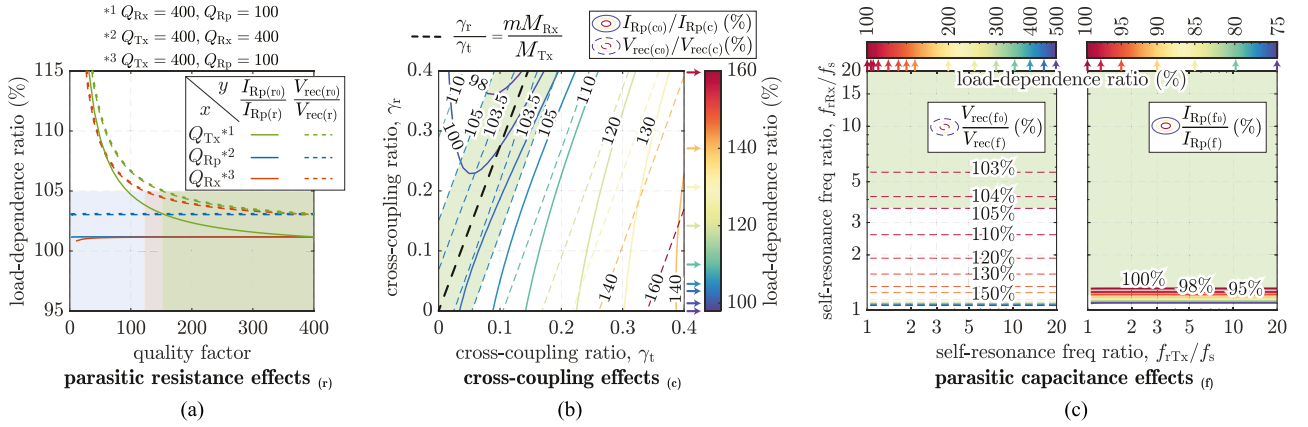 *1 Q_Rx = 400, Q_Rp = 100
*2 Q_Tx = 400, Q_Rx = 400
*3 Q_Tx = 400, Q_Rp = 100
load-dependence ratio (%)
115
110
105
100
95
y
x
I_Rp(r0)/I_Rp(r)
V_rec(r0)/V_rec(r)
Q_Tx*1
Q_Rp*2
Q_Rx*3
0 100 200 300 400
quality factor
parasitic resistance effects (r)
(a)
γ_r/γ_t = mM_Rx/M_Tx
I_Rp(c0)/I_Rp(c) (%)
V_rec(c0)/V_rec(c)(%)
cross-coupling ratio, γ_r
0.4
0.3
0.2
0.1
0
110 98 110 103.5 105 120 130
100 105 103.5
140 160 140
0 0.1 0.2 0.3 0.4
cross-coupling ratio, γ_t
cross-coupling effects (c)
160
140
120
100
load-dependence ratio (%)
(b)
100 200 300 400 500
100 95 90 85 80 75
load-dependence ratio (%)
self-resonance freq ratio, f_rRx/f_s
20
15
10
5
3
2
1
V_rec(f0)/V_rec(f) (%)
103%
104%
105%
110%
120%
130%
150%
1 2 3 5 10 20
I_Rp(f0)/I_Rp(f) (%)
100% 98% 95%
1 2 3 5 10 20
self-resonance freq ratio, f_rTx/f_s
parasitic capacitance effects (f)
(c)